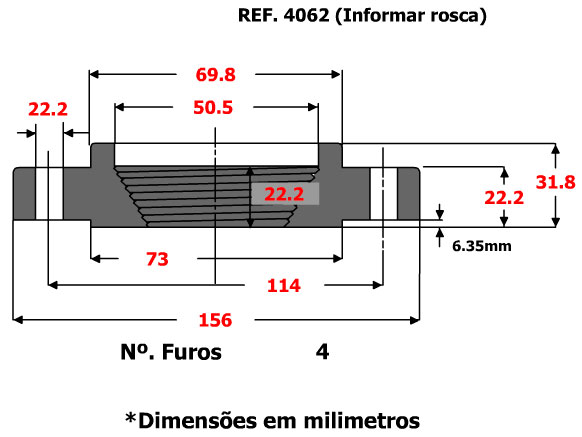 REF. 4062 (Informar rosca)
69.8
22.2
50.5
31.8
22.2
22.2
6.35mm
73
114
156
Nº. Furos 4
*Dimensões em milimetros